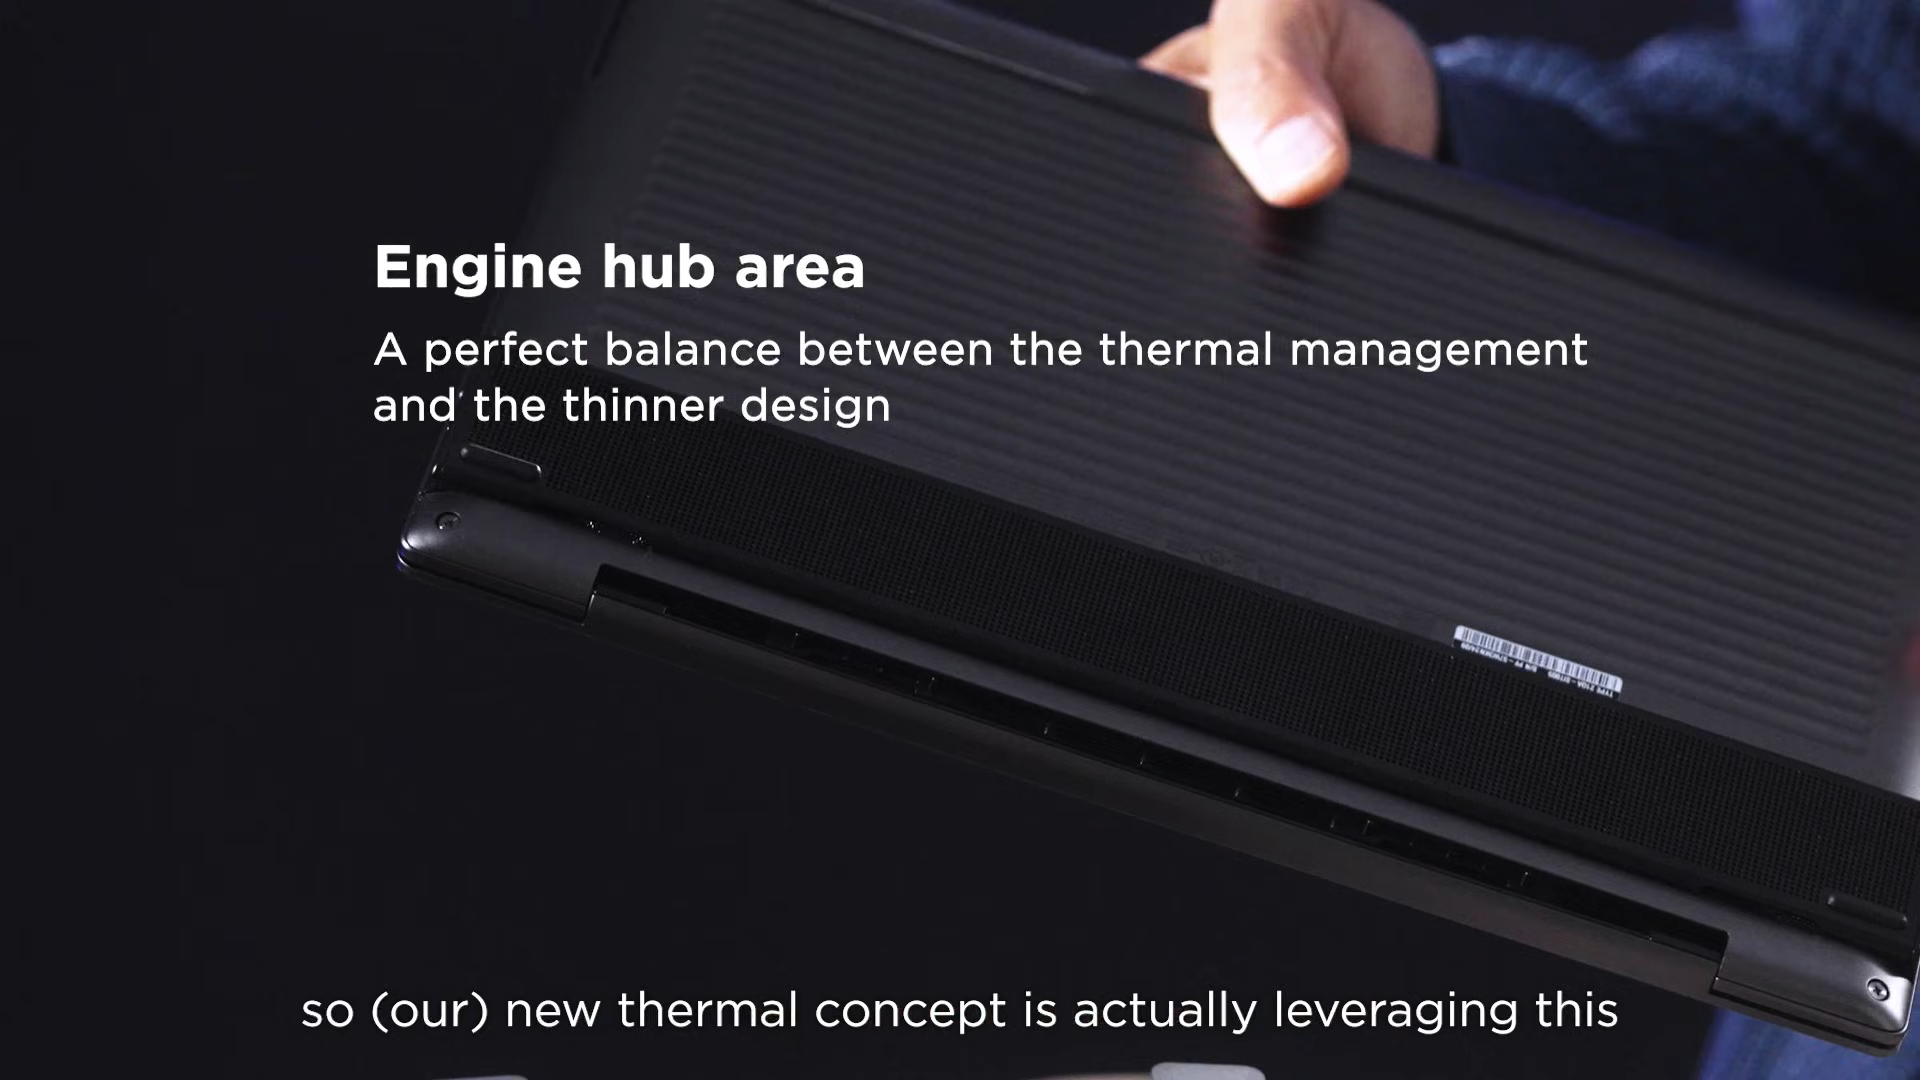 Engine hub area
A perfect balance between the thermal management
and the thinner design
so (our) new thermal concept is actually leveraging this